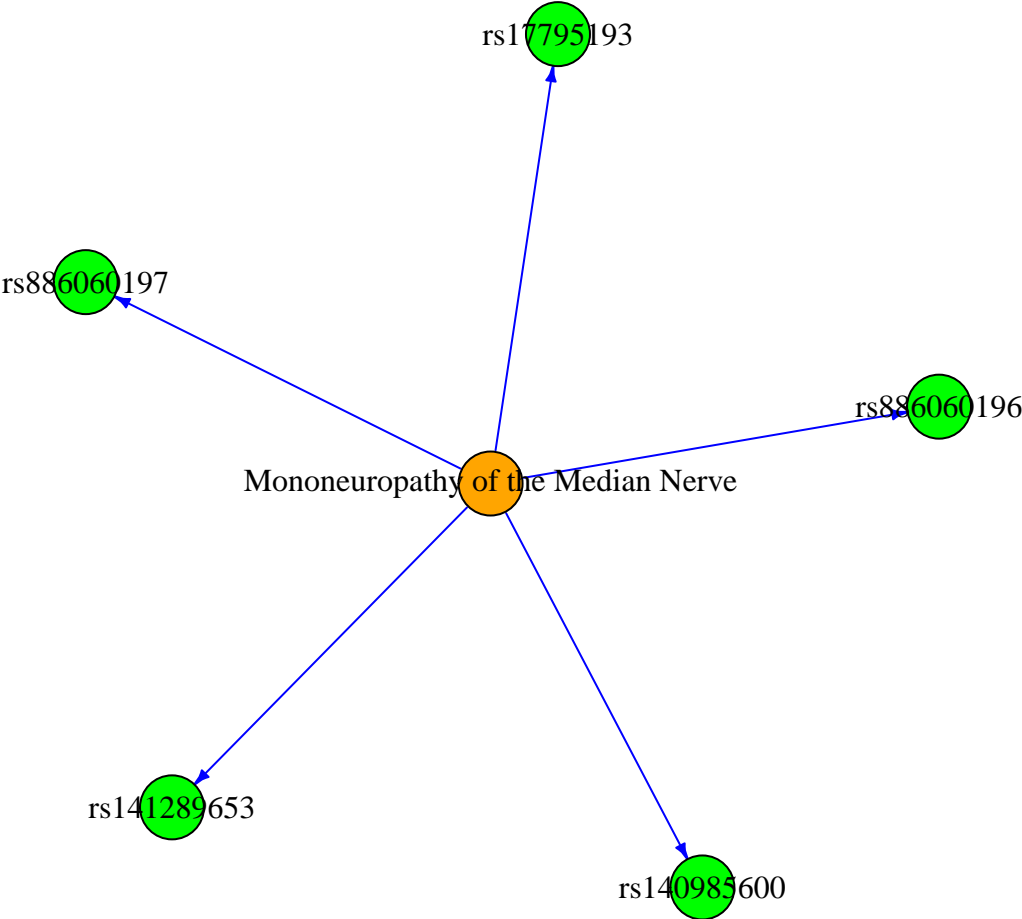 rs17795193
rs886060197
rs886060196
Mononeuropathy of the Median Nerve
rs141289653
rs140985600